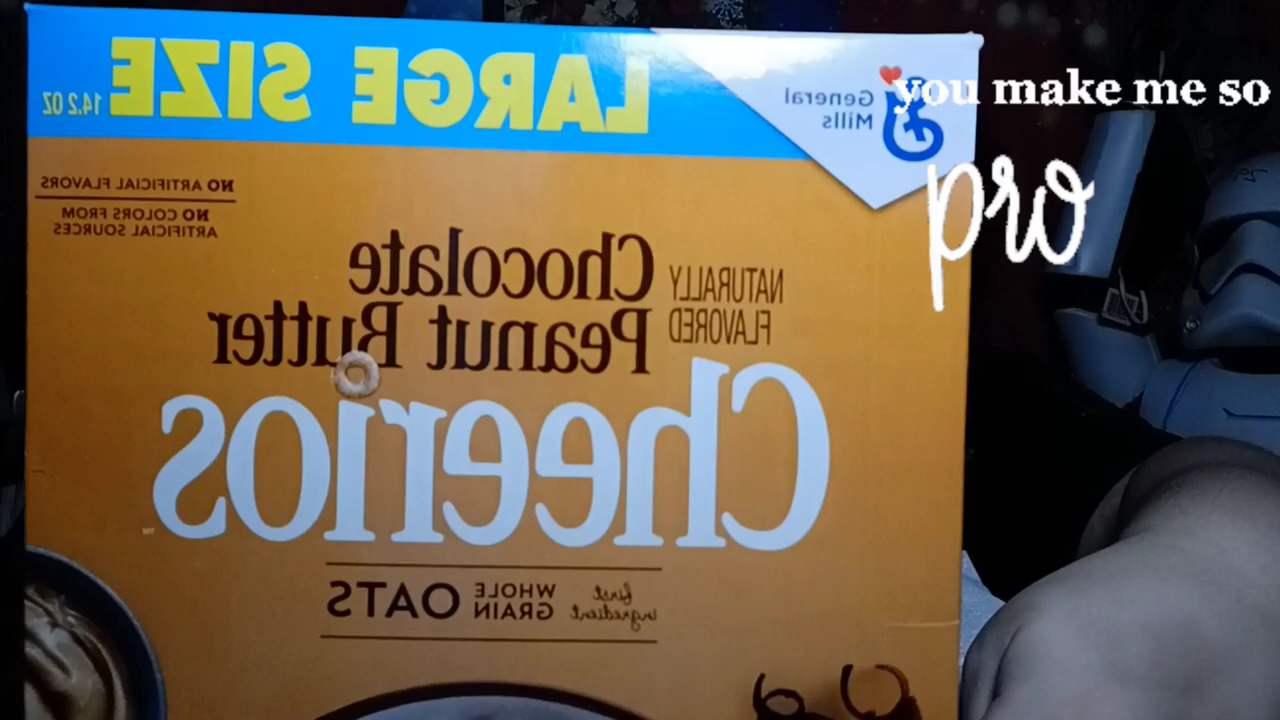 LARGE SIZE 14.2 OZ
General
Mills
you make me so
pro
NO ARTIFICIAL FLAVORS
NO COLORS FROM
ARTIFICIAL SOURCES
NATURALLY
FLAVORED
Chocolate
Peanut Butter
Cheerios
TM
first
ingredient
WHOLE
GRAIN
OATS